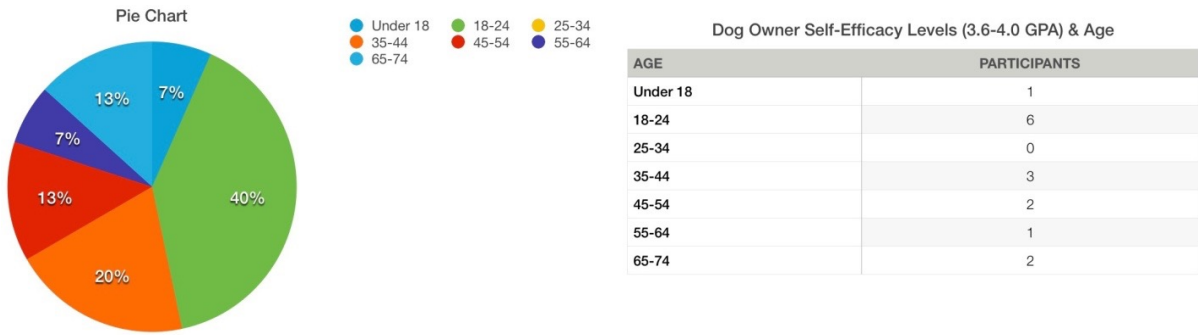 Pie Chart
Under 18 18-24 25-34
35-44 45-54 55-64
65-74
7%
40%
20%
13%
7%
13%
Dog Owner Self-Efficacy Levels (3.6-4.0 GPA) & Age
AGE PARTICIPANTS
Under 18 1
18-24 6
25-34 0
35-44 3
45-54 2
55-64 1
65-74 2